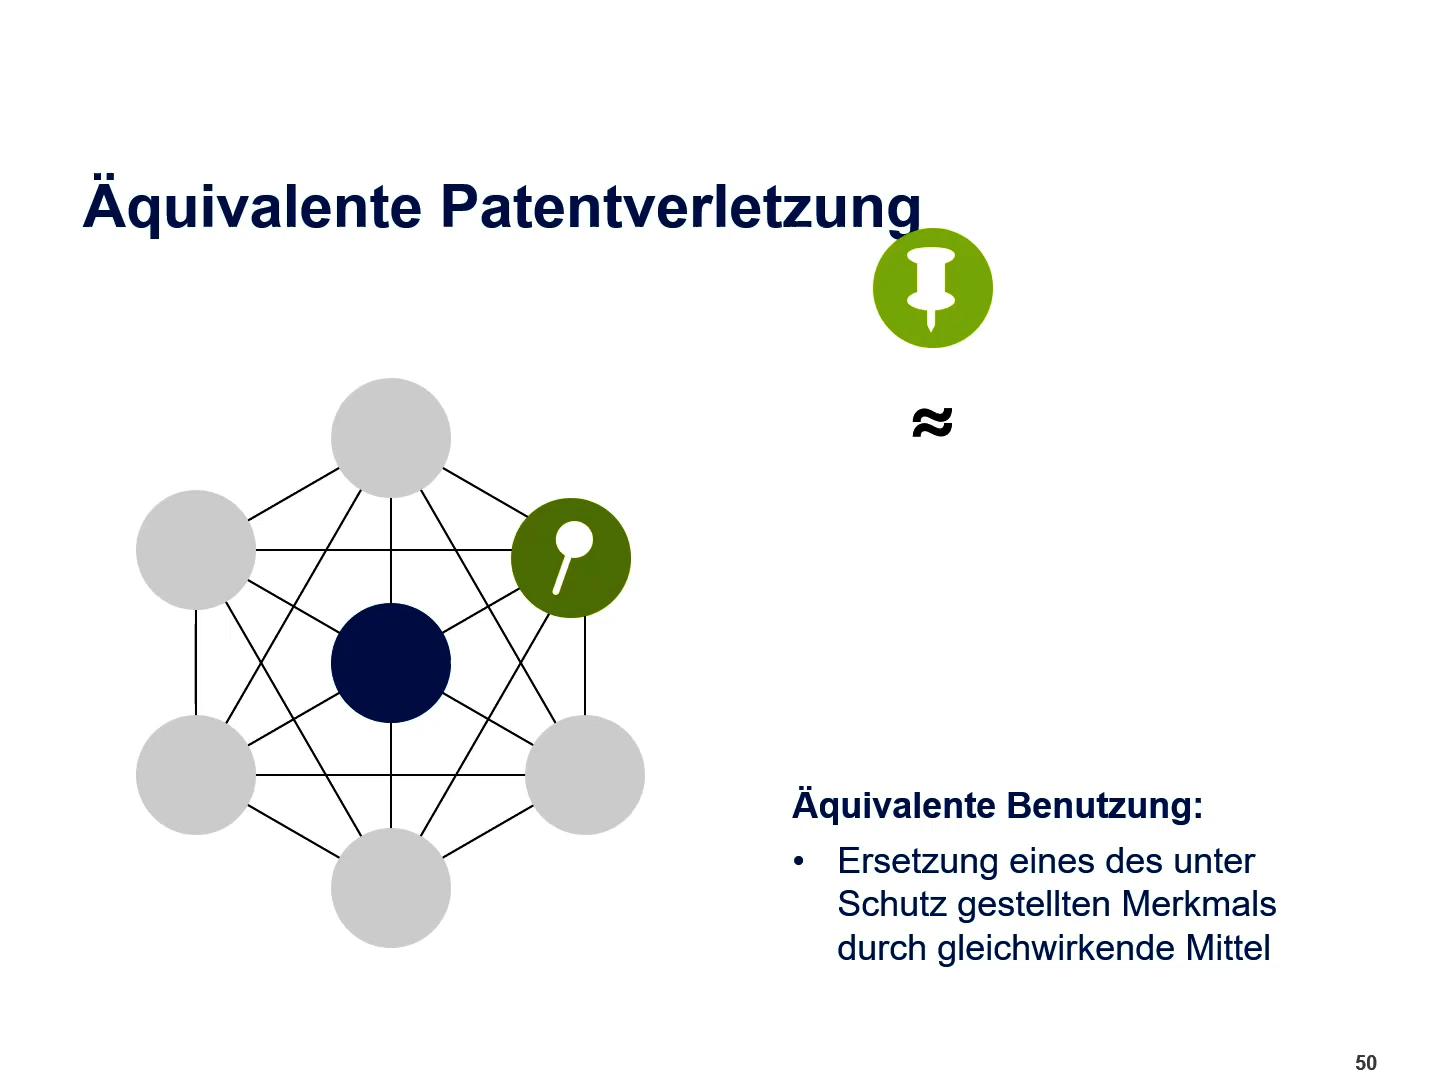 Äquivalente Patentverletzung
≈
Äquivalente Benutzung:
• Ersetzung eines des unter
Schutz gestellten Merkmals
durch gleichwirkende Mittel
50